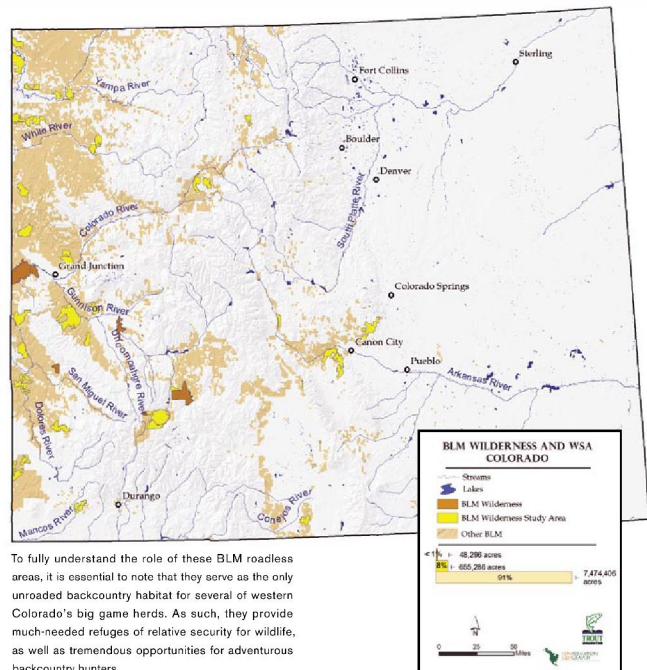 Sterling
Fort Collins
Yampa River
White River
Boulder
Denver
South Platte River
Colorado River
Grand Junction
Gunnison River
Uncompahgre River
Colorado Springs
Canon City
Pueblo
Arkansas River
San Miguel River
Dolores River
Durango
Mancos River
Conejos River
BLM WILDERNESS AND WSA
COLORADO
Streams
Lakes
BLM Wilderness
BLM Wilderness Study Area
Other BLM
< 1% 48,296 acres
8% 655,286 acres
91% 7,474,406
acres
N
0 25 50 Miles
TROUT
To fully understand the role of these BLM roadless
areas, it is essential to note that they serve as the only
unroaded backcountry habitat for several of western
Colorado's big game herds. As such, they provide
much-needed refuges of relative security for wildlife,
as well as tremendous opportunities for adventurous
backcountry hunters.